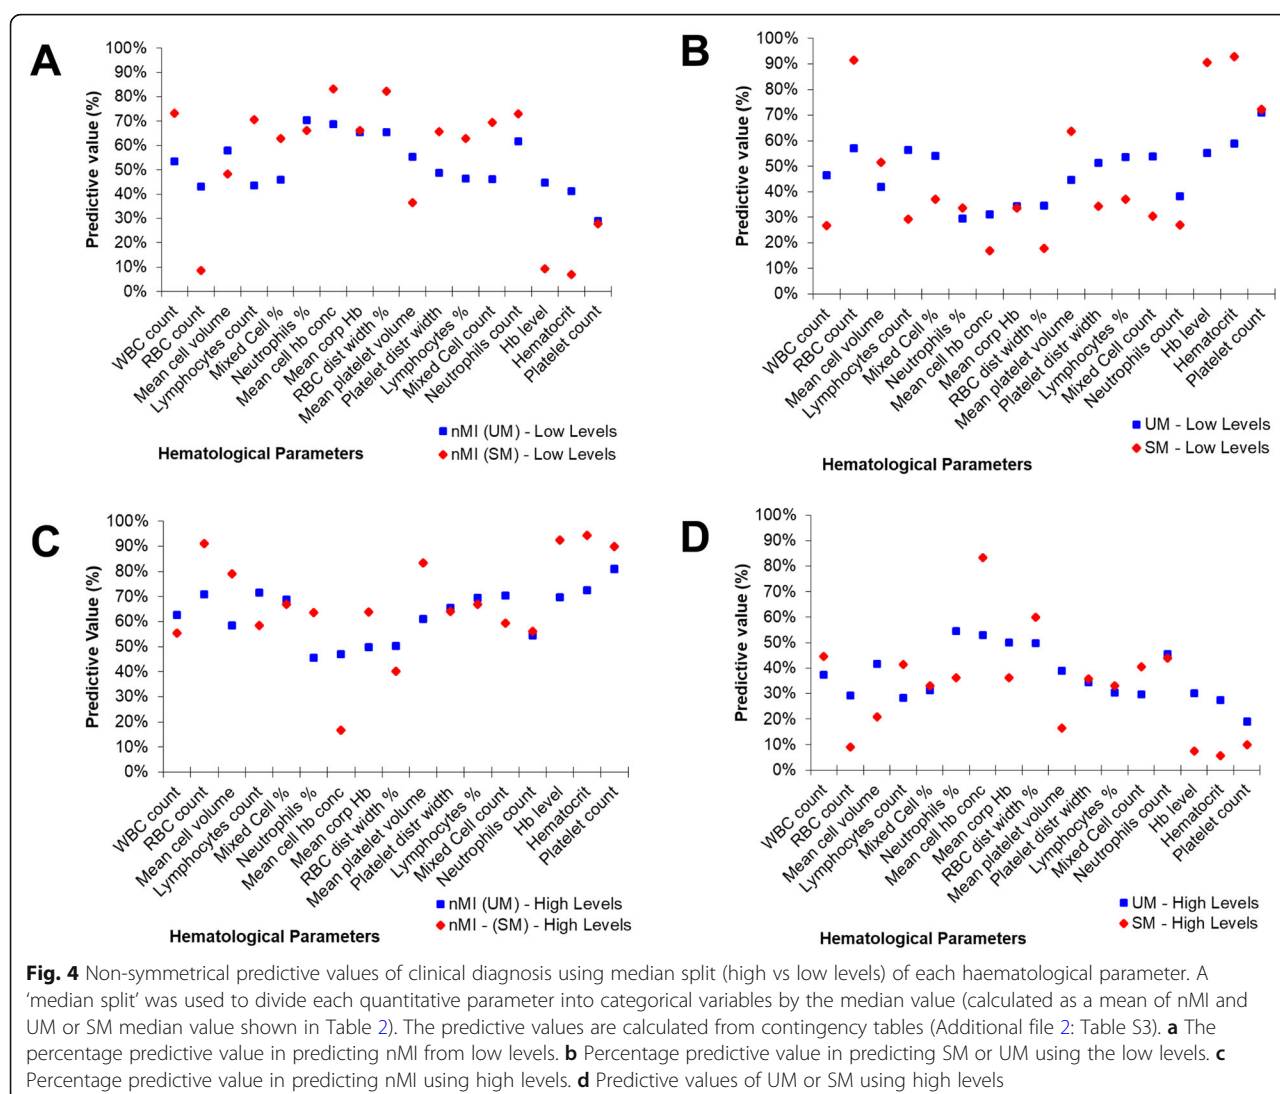 A
Predictive value (%)
100%
90%
80%
70%
60%
50%
40%
30%
20%
10%
0%
WBC count
RBC count
Mean cell volume
Lymphocytes count
Mixed Cell %
Neutrophils %
Mean cell hb conc
Mean corp Hb
RBC dist width %
Mean platelet volume
Platelet distr width
Lymphocytes %
Mixed Cell count
Neutrophils count
Hb level
Hematocrit
Platelet count
nMI (UM) - Low Levels
nMI (SM) - Low Levels
Hematological Parameters
B
Predictive value (%)
100%
90%
80%
70%
60%
50%
40%
30%
20%
10%
0%
WBC count
RBC count
Mean cell volume
Lymphocytes count
Mixed Cell %
Neutrophils %
Mean cell hb conc
Mean corp Hb
RBC dist width %
Mean platelet volume
Platelet distr width
Lymphocytes %
Mixed Cell count
Neutrophils count
Hb level
Hematocrit
Platelet count
UM - Low Levels
SM - Low Levels
Hematological Parameters
C
Predictive Value (%)
100%
90%
80%
70%
60%
50%
40%
30%
20%
10%
0%
WBC count
RBC count
Mean cell volume
Lymphocytes count
Mixed Cell %
Neutrophils %
Mean cell hb conc
Mean corp Hb
RBC dist width %
Mean platelet volume
Platelet distr width
Lymphocytes %
Mixed Cell count
Neutrophils count
Hb level
Hematocrit
Platelet count
nMI (UM) - High Levels
nMI - (SM) - High Levels
Hematological Parameters
D
Predictive value (%)
100%
90%
80%
70%
60%
50%
40%
30%
20%
10%
0%
WBC count
RBC count
Mean cell volume
Lymphocytes count
Mixed Cell %
Neutrophils %
Mean cell hb conc
Mean corp Hb
RBC dist width %
Mean platelet volume
Platelet distr width
Lymphocytes %
Mixed Cell count
Neutrophils count
Hb level
Hematocrit
Platelet count
UM - High Levels
SM - High Levels
Hematological Parameters
Fig. 4 Non-symmetrical predictive values of clinical diagnosis using median split (high vs low levels) of each haematological parameter. A
‘median split’ was used to divide each quantitative parameter into categorical variables by the median value (calculated as a mean of nMI and
UM or SM median value shown in Table 2). The predictive values are calculated from contingency tables (Additional file 2: Table S3). a The
percentage predictive value in predicting nMI from low levels. b Percentage predictive value in predicting SM or UM using the low levels. c
Percentage predictive value in predicting nMI using high levels. d Predictive values of UM or SM using high levels